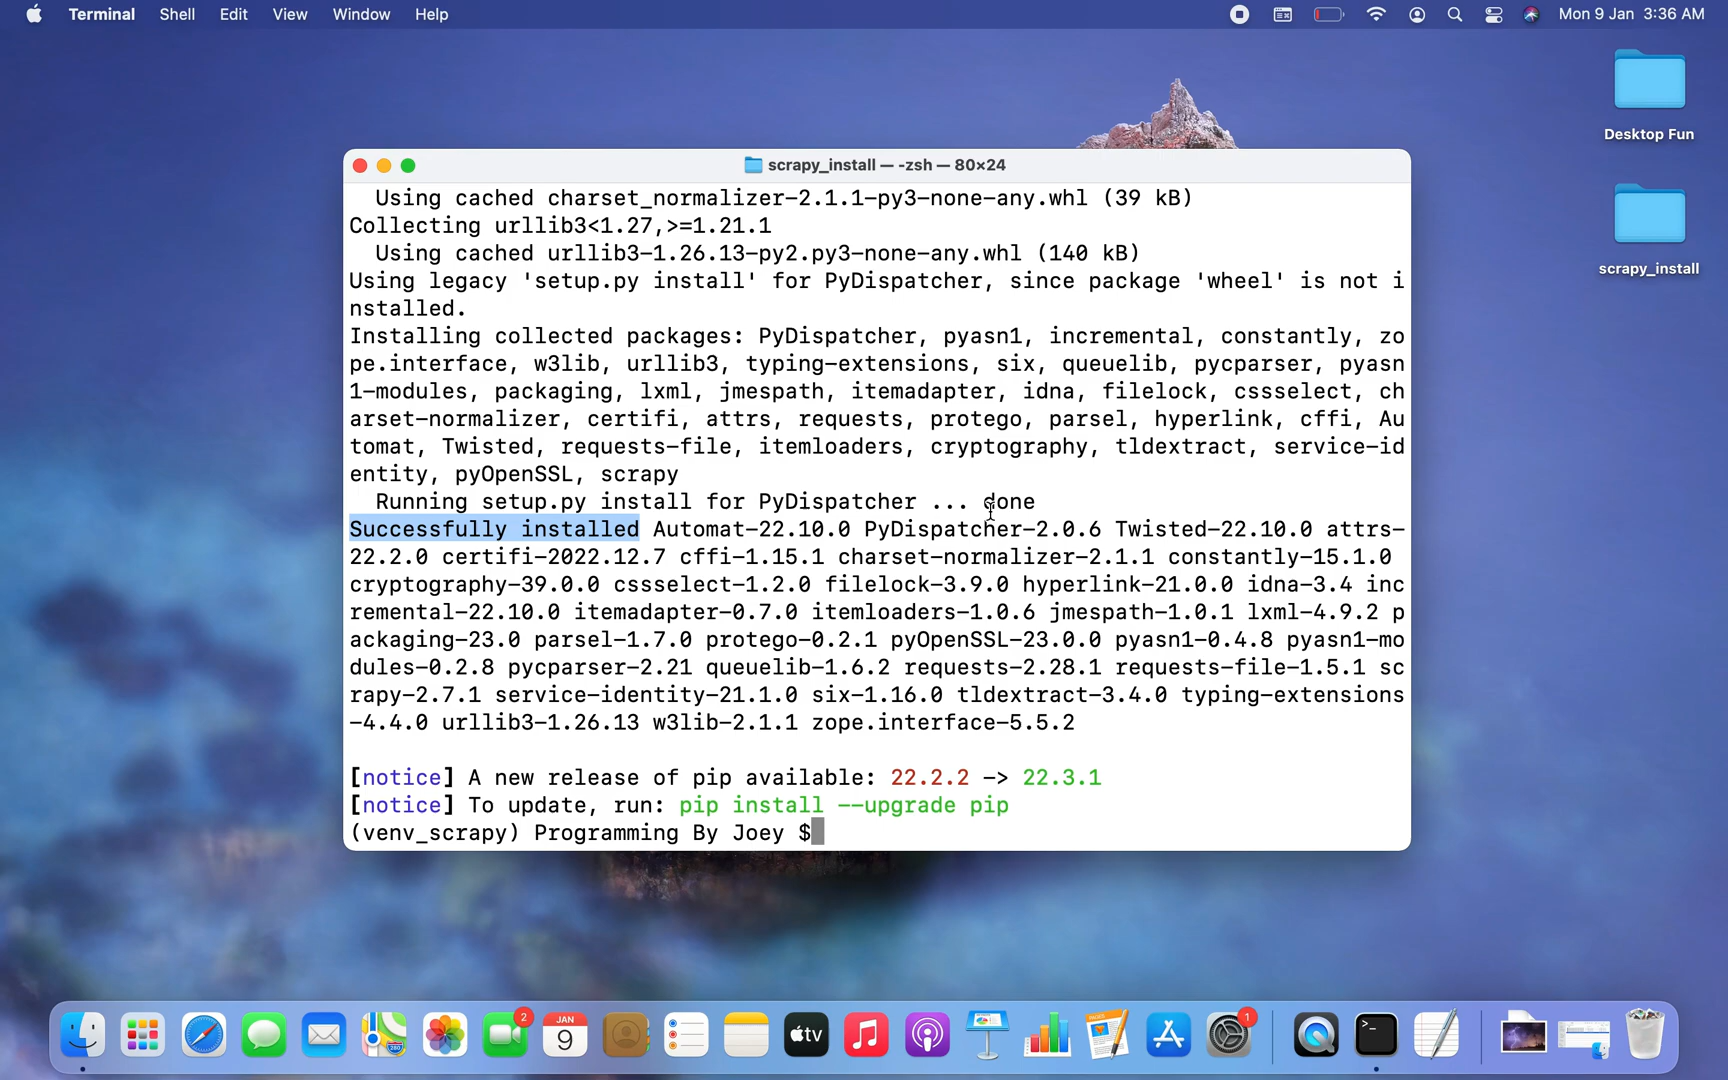 Terminal Shell Edit View Window Help Mon 9 Jan 3:36 AM
Desktop Fun
scrapy_install
scrapy_install — -zsh — 80×24
Using cached charset_normalizer-2.1.1-py3-none-any.whl (39 kB)
Collecting urllib3<1.27,>=1.21.1
Using cached urllib3-1.26.13-py2.py3-none-any.whl (140 kB)
Using legacy 'setup.py install' for PyDispatcher, since package 'wheel' is not i
nstalled.
Installing collected packages: PyDispatcher, pyasn1, incremental, constantly, zo
pe.interface, w3lib, urllib3, typing-extensions, six, queuelib, pycparser, pyasn
1-modules, packaging, lxml, jmespath, itemadapter, idna, filelock, cssselect, ch
arset-normalizer, certifi, attrs, requests, protego, parsel, hyperlink, cffi, Au
tomat, Twisted, requests-file, itemloaders, cryptography, tldextract, service-id
entity, pyOpenSSL, scrapy
Running setup.py install for PyDispatcher ... done
Successfully installed Automat-22.10.0 PyDispatcher-2.0.6 Twisted-22.10.0 attrs-
22.2.0 certifi-2022.12.7 cffi-1.15.1 charset-normalizer-2.1.1 constantly-15.1.0
cryptography-39.0.0 cssselect-1.2.0 filelock-3.9.0 hyperlink-21.0.0 idna-3.4 inc
remental-22.10.0 itemadapter-0.7.0 itemloaders-1.0.6 jmespath-1.0.1 lxml-4.9.2 p
ackaging-23.0 parsel-1.7.0 protego-0.2.1 pyOpenSSL-23.0.0 pyasn1-0.4.8 pyasn1-mo
dules-0.2.8 pycparser-2.21 queuelib-1.6.2 requests-2.28.1 requests-file-1.5.1 sc
rapy-2.7.1 service-identity-21.1.0 six-1.16.0 tldextract-3.4.0 typing-extensions
-4.4.0 urllib3-1.26.13 w3lib-2.1.1 zope.interface-5.5.2
[notice] A new release of pip available: 22.2.2 -> 22.3.1
[notice] To update, run: pip install --upgrade pip
(venv_scrapy) Programming By Joey $
2 JAN 9 tv 1 >_
280